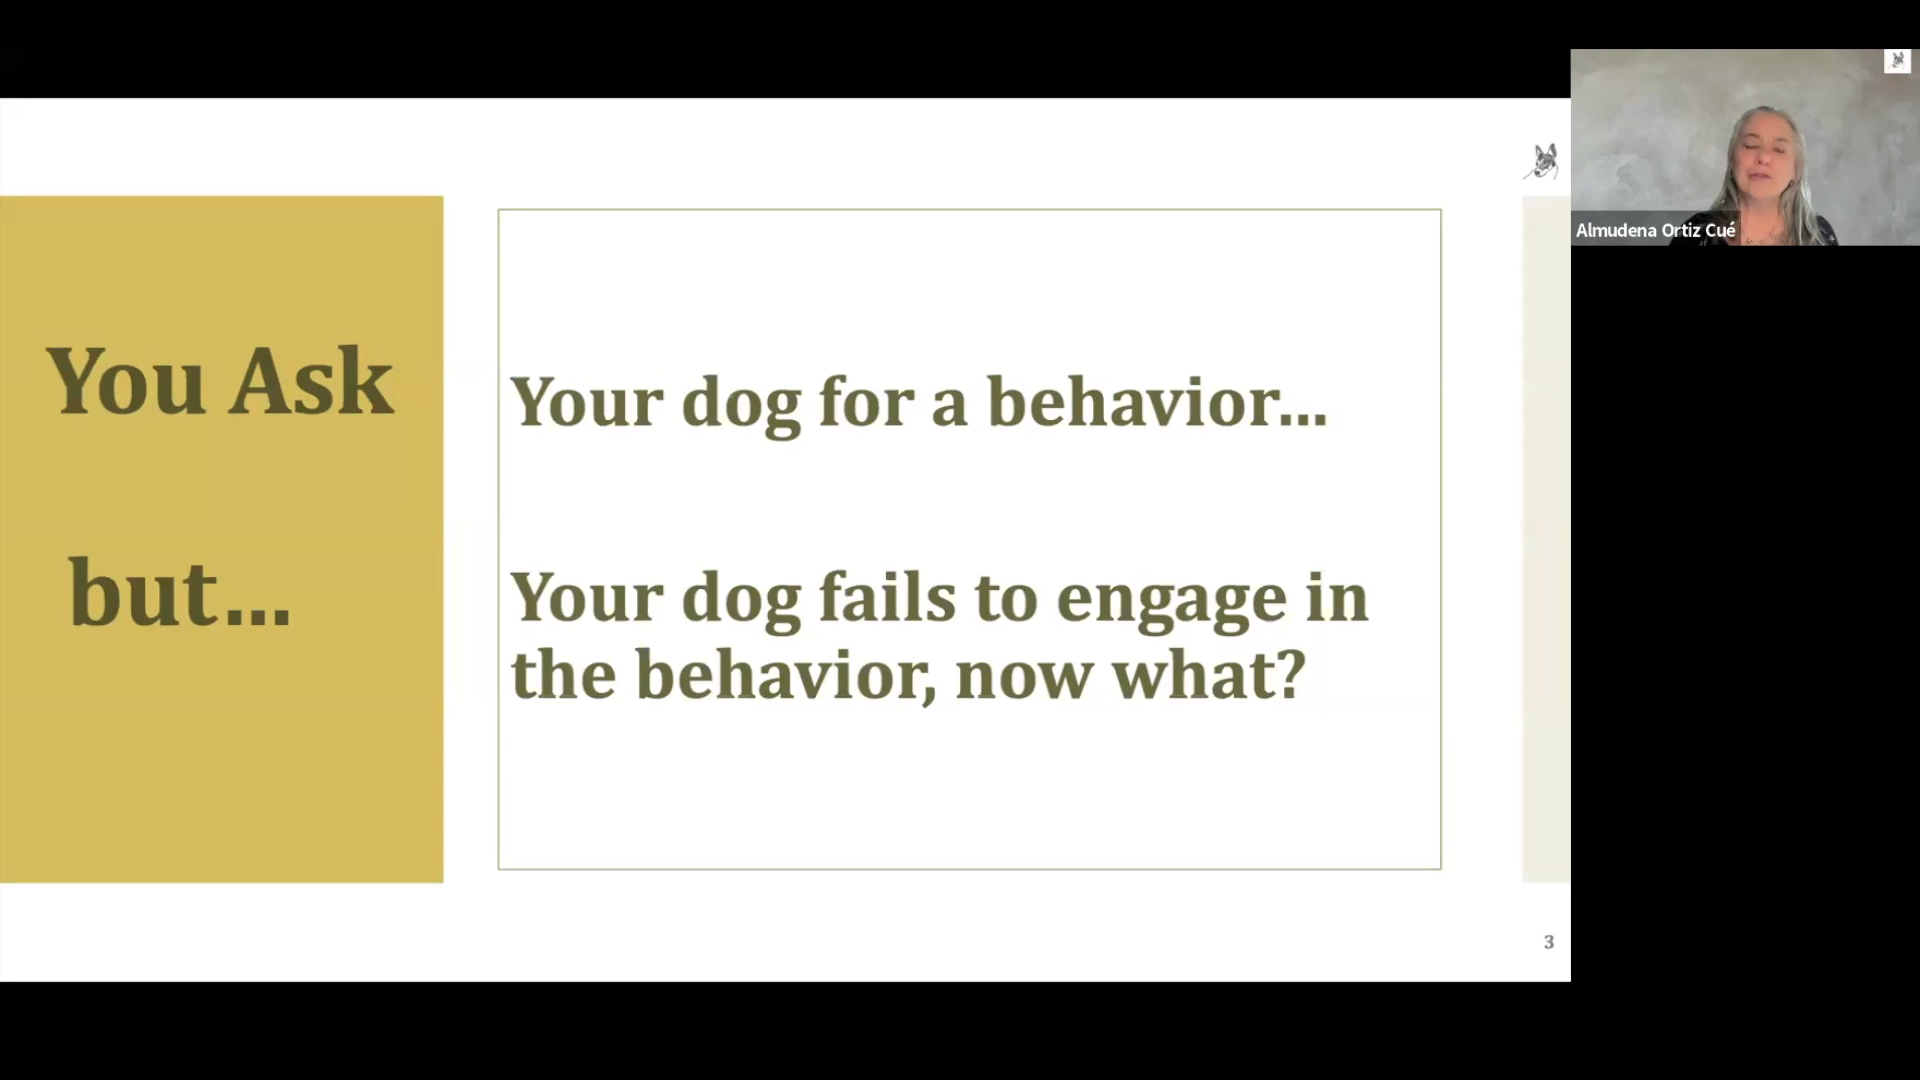 You Ask
but...
Your dog for a behavior...
Your dog fails to engage in
the behavior, now what?
3
Almudena Ortiz Cué